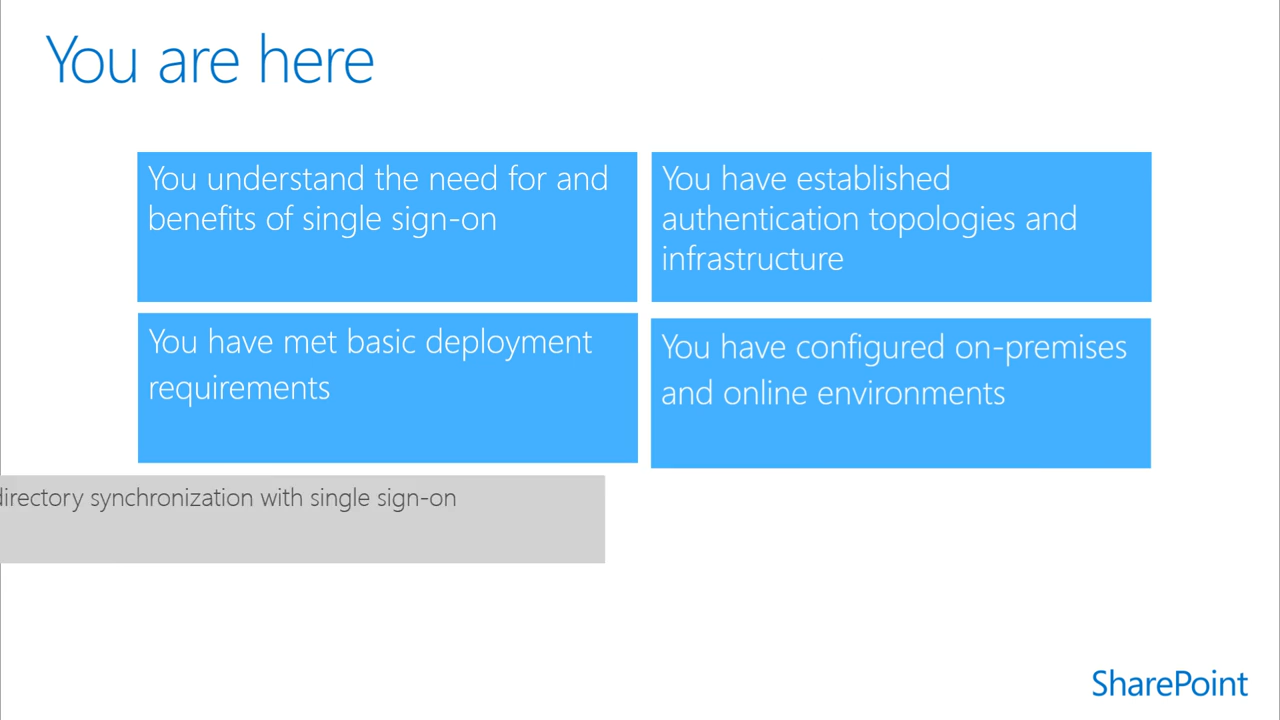 You are here
You understand the need for and
benefits of single sign-on
You have established
authentication topologies and
infrastructure
You have met basic deployment
requirements
You have configured on-premises
and online environments
directory synchronization with single sign-on
SharePoint